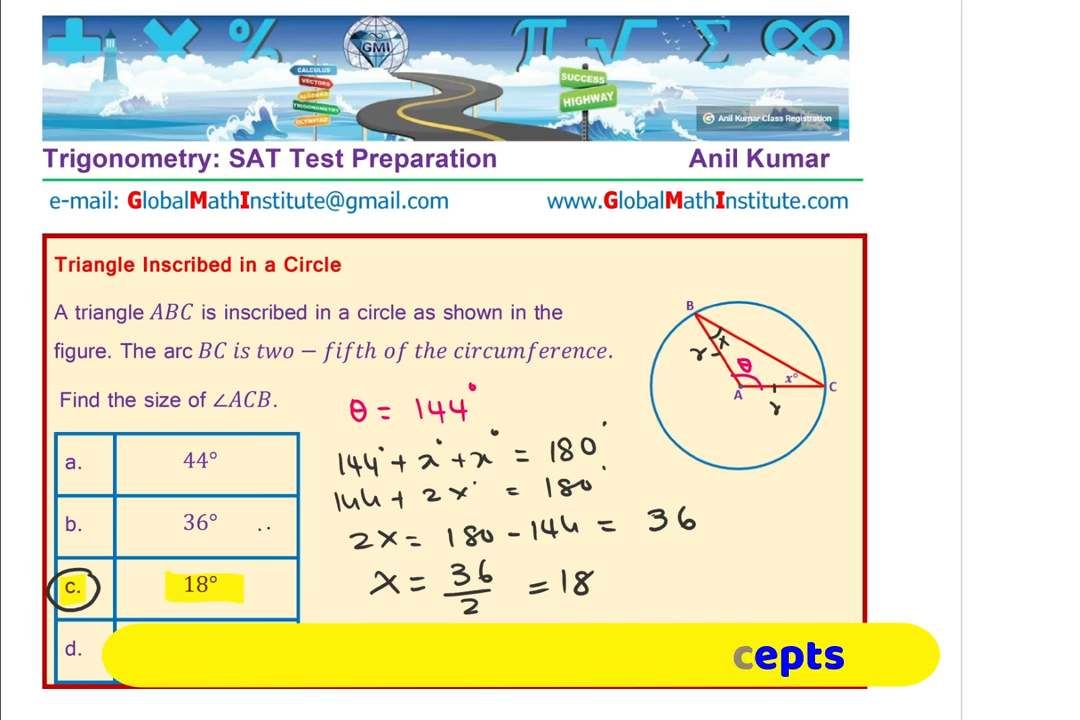 GMI
CALCULUS
VECTORS
ALGEBRA
TRIGONOMETRY
OLYMPIAD
SUCCESS
HIGHWAY
Anil Kumar Class Registration
Trigonometry: SAT Test Preparation Anil Kumar
e-mail: GlobalMathInstitute@gmail.com www.GlobalMathInstitute.com
Triangle Inscribed in a Circle
A triangle ABC is inscribed in a circle as shown in the
figure. The arc BC is two − fifth of the circumference.
Find the size of ∠ACB.
B
x
r
θ
x°
A
C
r
θ = 144°
a. 44°
144° + x° + x° = 180°
144 + 2x° = 180°
b. 36° ..
2x = 180 - 144 = 36
c. 18°
x = 36/2 = 18
d.
cepts